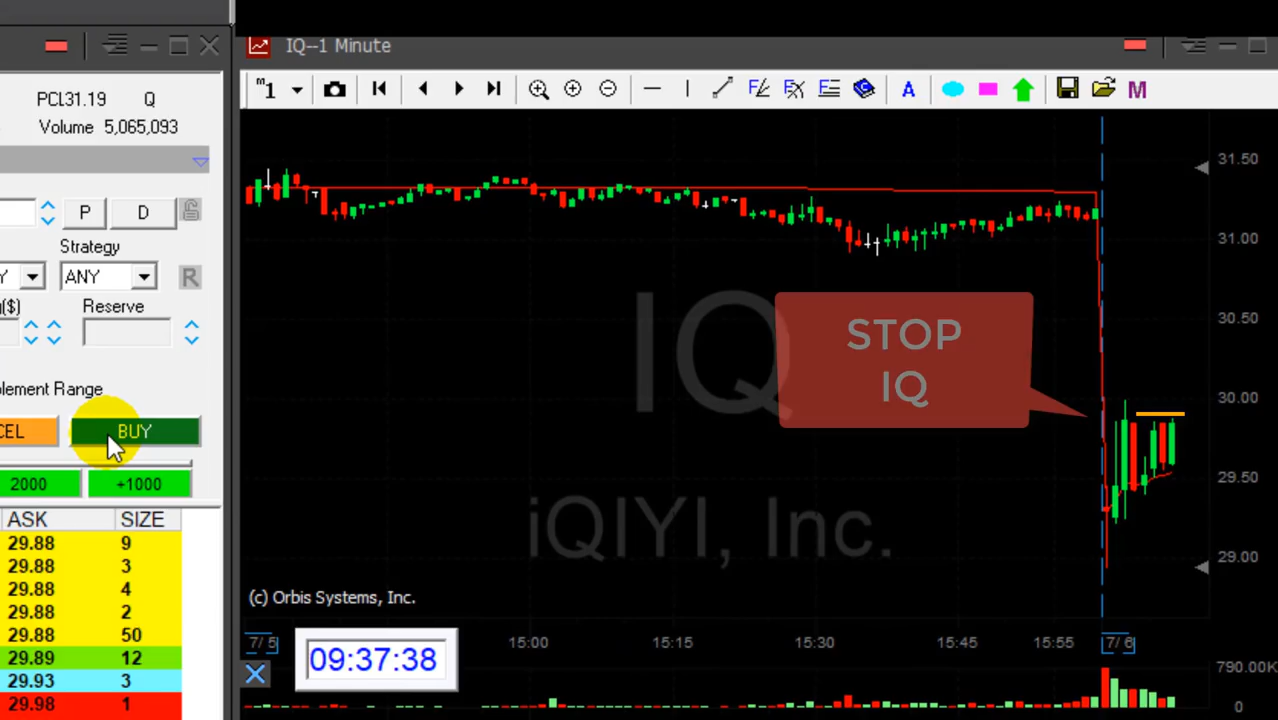 IQ--1 Minute
PCL31.19 Q
Volume 5,065,093
m1
A
M
P D
Strategy
Y ANY R
g($) Reserve
plement Range
CEL BUY
2000 +1000
ASK SIZE
29.88 9
29.88 3
29.88 4
29.88 2
29.88 50
29.89 12
29.93 3
29.98 1
IQ
iQIYI, Inc.
STOP
IQ
31.50
31.00
30.50
30.00
29.50
29.00
(c) Orbis Systems, Inc.
7/ 5 15:00 15:15 15:30 15:45 15:55 7/ 6
09:37:38
790.00K
0